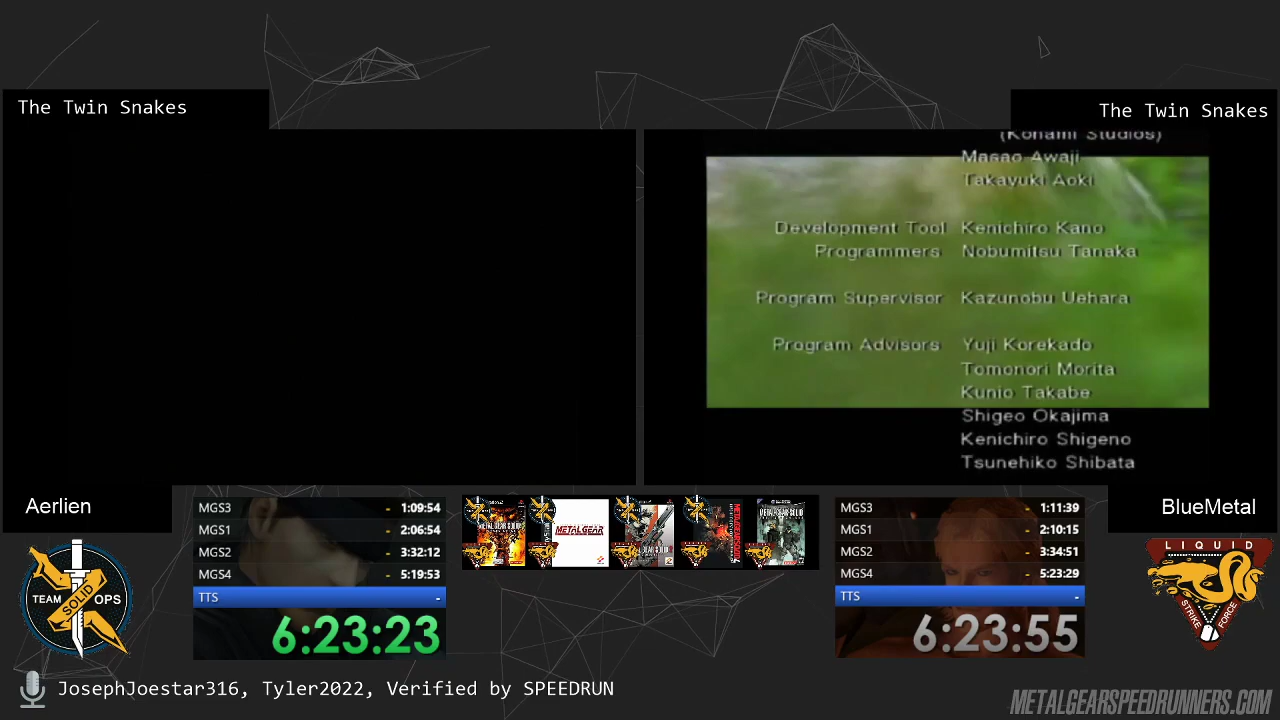 The Twin Snakes
The Twin Snakes
(Konami Studios)
Masao Awaji
Takayuki Aoki
Development Tool Kenichiro Kano
Programmers Nobumitsu Tanaka
Program Supervisor Kazunobu Uehara
Program Advisors Yuji Korekado
Tomonori Morita
Kunio Takabe
Shigeo Okajima
Kenichiro Shigeno
Tsunehiko Shibata
Aerlien
BlueMetal
MGS3 - 1:09:54
MGS1 - 2:06:54
MGS2 - 3:32:12
MGS4 - 5:19:53
TTS -
6:23:23
METAL GEAR
MGS3 - 1:11:39
MGS1 - 2:10:15
MGS2 - 3:34:51
MGS4 - 5:23:29
TTS -
6:23:55
TEAM SOLID OPS
LIQUID
STRIKE FORCE
JosephJoestar316, Tyler2022, Verified by SPEEDRUN
METALGEARSPEEDRUNNERS.COM